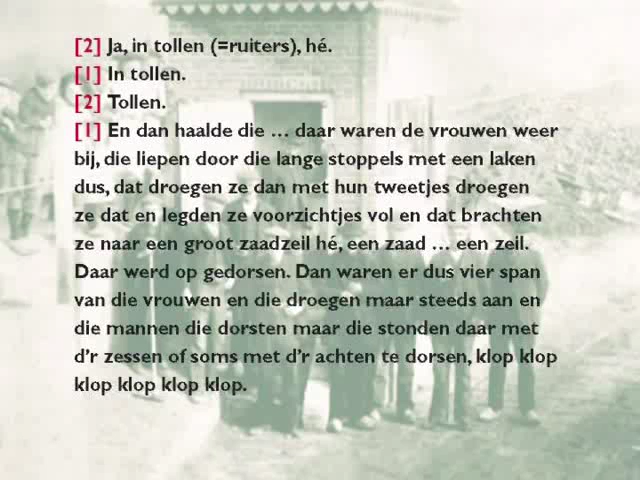 [2] Ja, in tollen (=ruiters), hé.
[1] In tollen.
[2] Tollen.
[1] En dan haalde die … daar waren de vrouwen weer
bij, die liepen door die lange stoppels met een laken
dus, dat droegen ze dan met hun tweetjes droegen
ze dat en legden ze voorzichtjes vol en dat brachten
ze naar een groot zaadzeil hé, een zaad … een zeil.
Daar werd op gedorsen. Dan waren er dus vier span
van die vrouwen en die droegen maar steeds aan en
die mannen die dorsten maar die stonden daar met
d’r zessen of soms met d’r achten te dorsen, klop klop
klop klop klop klop.